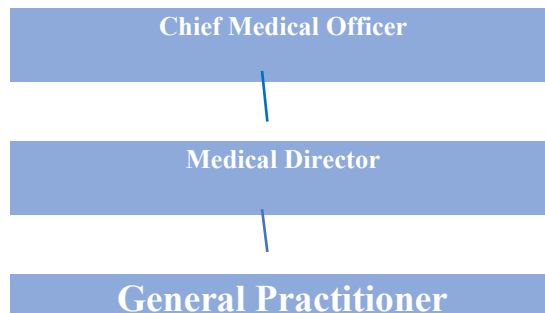 Chief Medical Officer
Medical Director
General Practitioner